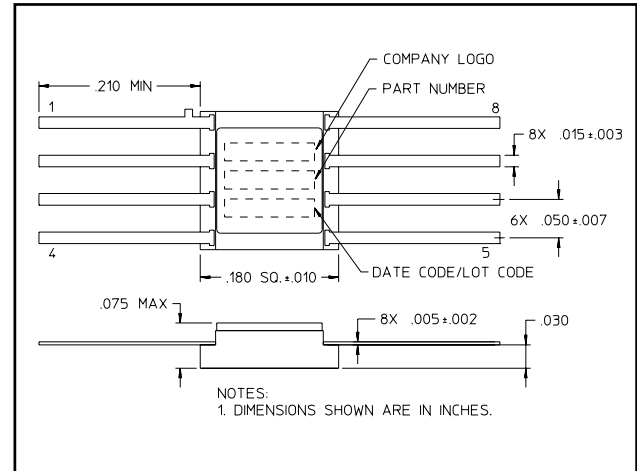 COMPANY LOGO
.210 MIN
PART NUMBER
1
8
8X .015±.003
6X .050±.007
4
5
.180 SQ.±.010
DATE CODE/LOT CODE
.075 MAX
8X .005±.002
.030
NOTES:
1. DIMENSIONS SHOWN ARE IN INCHES.